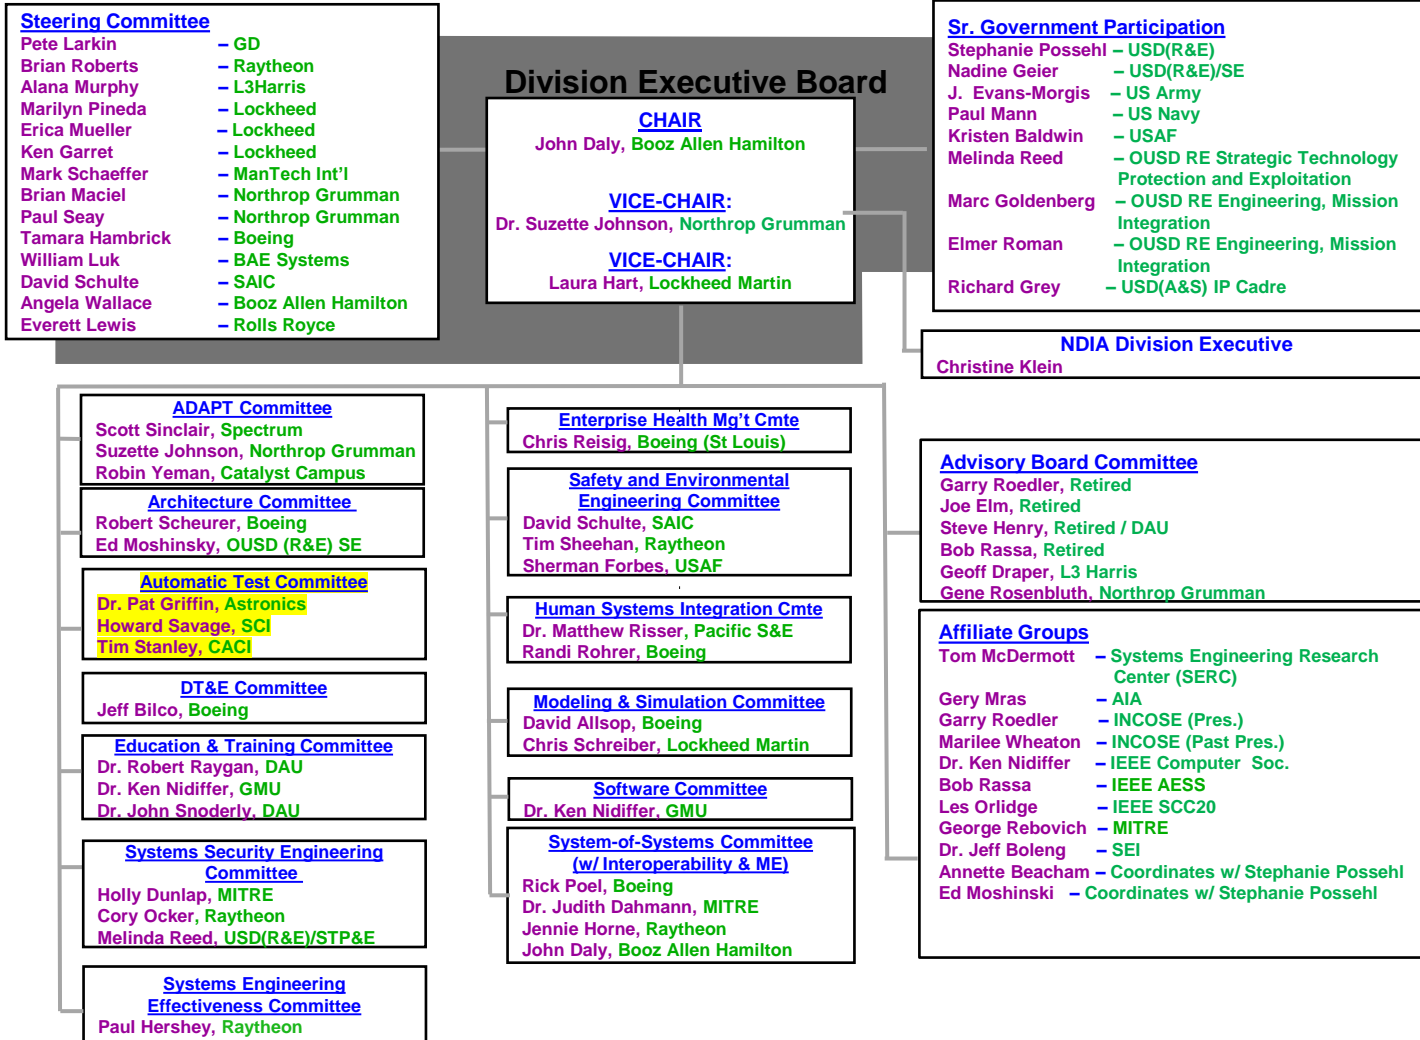 Steering Committee
Pete Larkin – GD
Brian Roberts – Raytheon
Alana Murphy – L3Harris
Marilyn Pineda – Lockheed
Erica Mueller – Lockheed
Ken Garret – Lockheed
Mark Schaeffer – ManTech Int'l
Brian Maciel – Northrop Grumman
Paul Seay – Northrop Grumman
Tamara Hambrick – Boeing
William Luk – BAE Systems
David Schulte – SAIC
Angela Wallace – Booz Allen Hamilton
Everett Lewis – Rolls Royce
Division Executive Board
CHAIR
John Daly, Booz Allen Hamilton
VICE-CHAIR:
Dr. Suzette Johnson, Northrop Grumman
VICE-CHAIR:
Laura Hart, Lockheed Martin
Sr. Government Participation
Stephanie Possehl – USD(R&E)
Nadine Geier – USD(R&E)/SE
J. Evans-Morgis – US Army
Paul Mann – US Navy
Kristen Baldwin – USAF
Melinda Reed – OUSD RE Strategic Technology
Protection and Exploitation
Marc Goldenberg – OUSD RE Engineering, Mission
Integration
Elmer Roman – OUSD RE Engineering, Mission
Integration
Richard Grey – USD(A&S) IP Cadre
NDIA Division Executive
Christine Klein
ADAPT Committee
Scott Sinclair, Spectrum
Suzette Johnson, Northrop Grumman
Robin Yeman, Catalyst Campus
Architecture Committee
Robert Scheurer, Boeing
Ed Moshinsky, OUSD (R&E) SE
Automatic Test Committee
Dr. Pat Griffin, Astronics
Howard Savage, SCI
Tim Stanley, CACI
DT&E Committee
Jeff Bilco, Boeing
Education & Training Committee
Dr. Robert Raygan, DAU
Dr. Ken Nidiffer, GMU
Dr. John Snoderly, DAU
Systems Security Engineering
Committee
Holly Dunlap, MITRE
Cory Ocker, Raytheon
Melinda Reed, USD(R&E)/STP&E
Systems Engineering
Effectiveness Committee
Paul Hershey, Raytheon
Enterprise Health Mg't Cmte
Chris Reisig, Boeing (St Louis)
Safety and Environmental
Engineering Committee
David Schulte, SAIC
Tim Sheehan, Raytheon
Sherman Forbes, USAF
Human Systems Integration Cmte
Dr. Matthew Risser, Pacific S&E
Randi Rohrer, Boeing
Modeling & Simulation Committee
David Allsop, Boeing
Chris Schreiber, Lockheed Martin
Software Committee
Dr. Ken Nidiffer, GMU
System-of-Systems Committee
(w/ Interoperability & ME)
Rick Poel, Boeing
Dr. Judith Dahmann, MITRE
Jennie Horne, Raytheon
John Daly, Booz Allen Hamilton
Advisory Board Committee
Garry Roedler, Retired
Joe Elm, Retired
Steve Henry, Retired / DAU
Bob Rassa, Retired
Geoff Draper, L3 Harris
Gene Rosenbluth, Northrop Grumman
Affiliate Groups
Tom McDermott – Systems Engineering Research
Center (SERC)
Gery Mras – AIA
Garry Roedler – INCOSE (Pres.)
Marilee Wheaton – INCOSE (Past Pres.)
Dr. Ken Nidiffer – IEEE Computer Soc.
Bob Rassa – IEEE AESS
Les Orlidge – IEEE SCC20
George Rebovich – MITRE
Dr. Jeff Boleng – SEI
Annette Beacham – Coordinates w/ Stephanie Possehl
Ed Moshinski – Coordinates w/ Stephanie Possehl